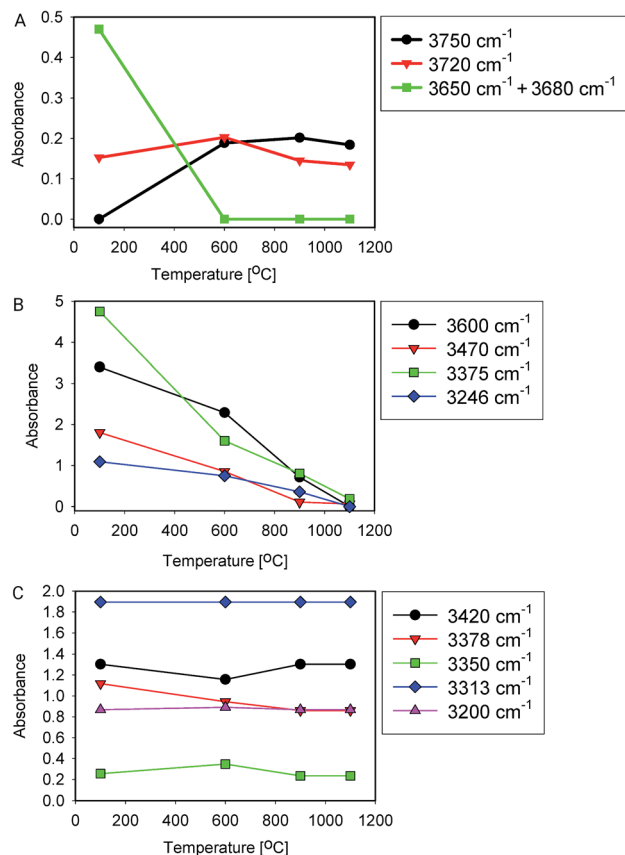 A
0.5
0.4
0.3
0.2
0.1
0.0
Absorbance
0 200 400 600 800 1000 1200
Temperature [°C]
3750 cm⁻¹
3720 cm⁻¹
3650 cm⁻¹ + 3680 cm⁻¹
B
5
4
3
2
1
0
Absorbance
0 200 400 600 800 1000 1200
Temperature [°C]
3600 cm⁻¹
3470 cm⁻¹
3375 cm⁻¹
3246 cm⁻¹
C
2.0
1.8
1.6
1.4
1.2
1.0
0.8
0.6
0.4
0.2
0.0
Absorbance
0 200 400 600 800 1000 1200
Temperature [°C]
3420 cm⁻¹
3378 cm⁻¹
3350 cm⁻¹
3313 cm⁻¹
3200 cm⁻¹